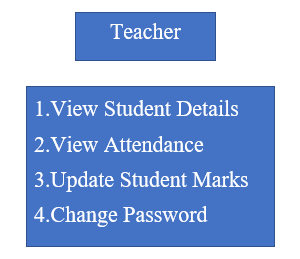 Teacher
1.View Student Details
2.View Attendance
3.Update Student Marks
4.Change Password